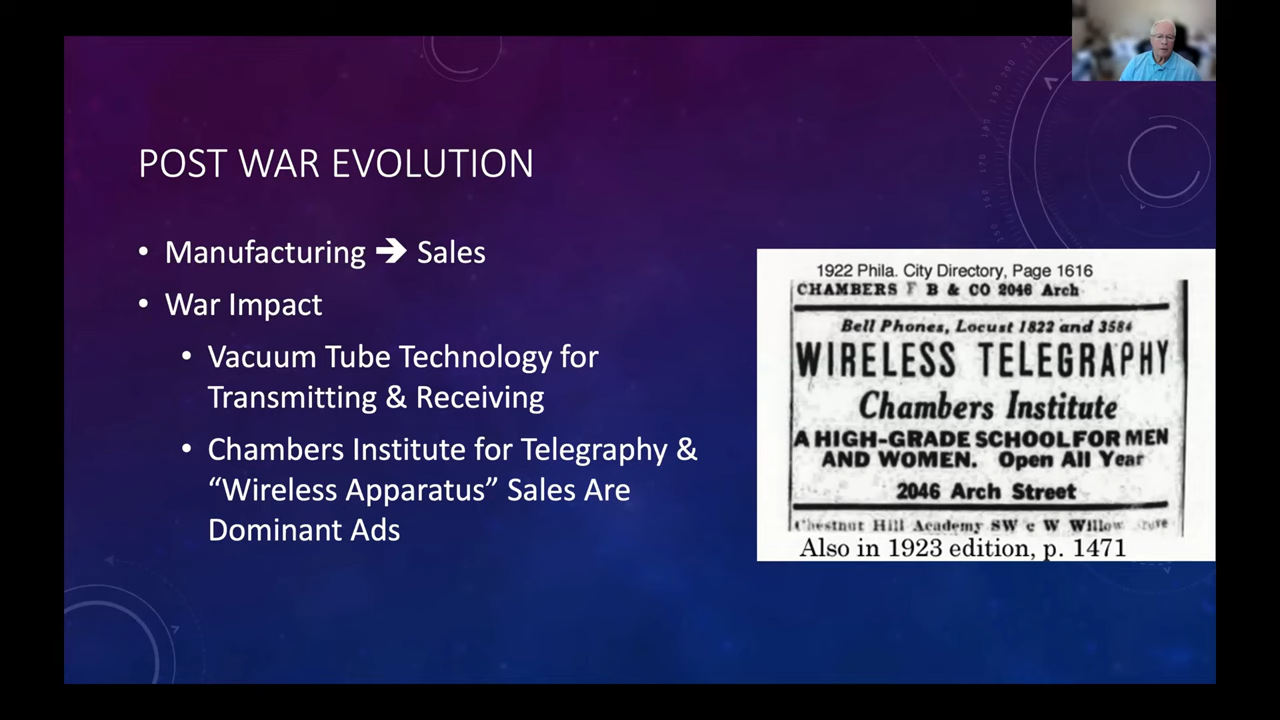 POST WAR EVOLUTION
• Manufacturing ➔ Sales
• War Impact
• Vacuum Tube Technology for
Transmitting & Receiving
• Chambers Institute for Telegraphy &
“Wireless Apparatus” Sales Are
Dominant Ads
1922 Phila. City Directory, Page 1616
CHAMBERS F B & CO 2046 Arch
Bell Phones, Locust 1822 and 3584
WIRELESS TELEGRAPHY
Chambers Institute
A HIGH-GRADE SCHOOL FOR MEN
AND WOMEN. Open All Year
2046 Arch Street
Chestnut Hill Academy SW c W Willow
Also in 1923 edition, p. 1471